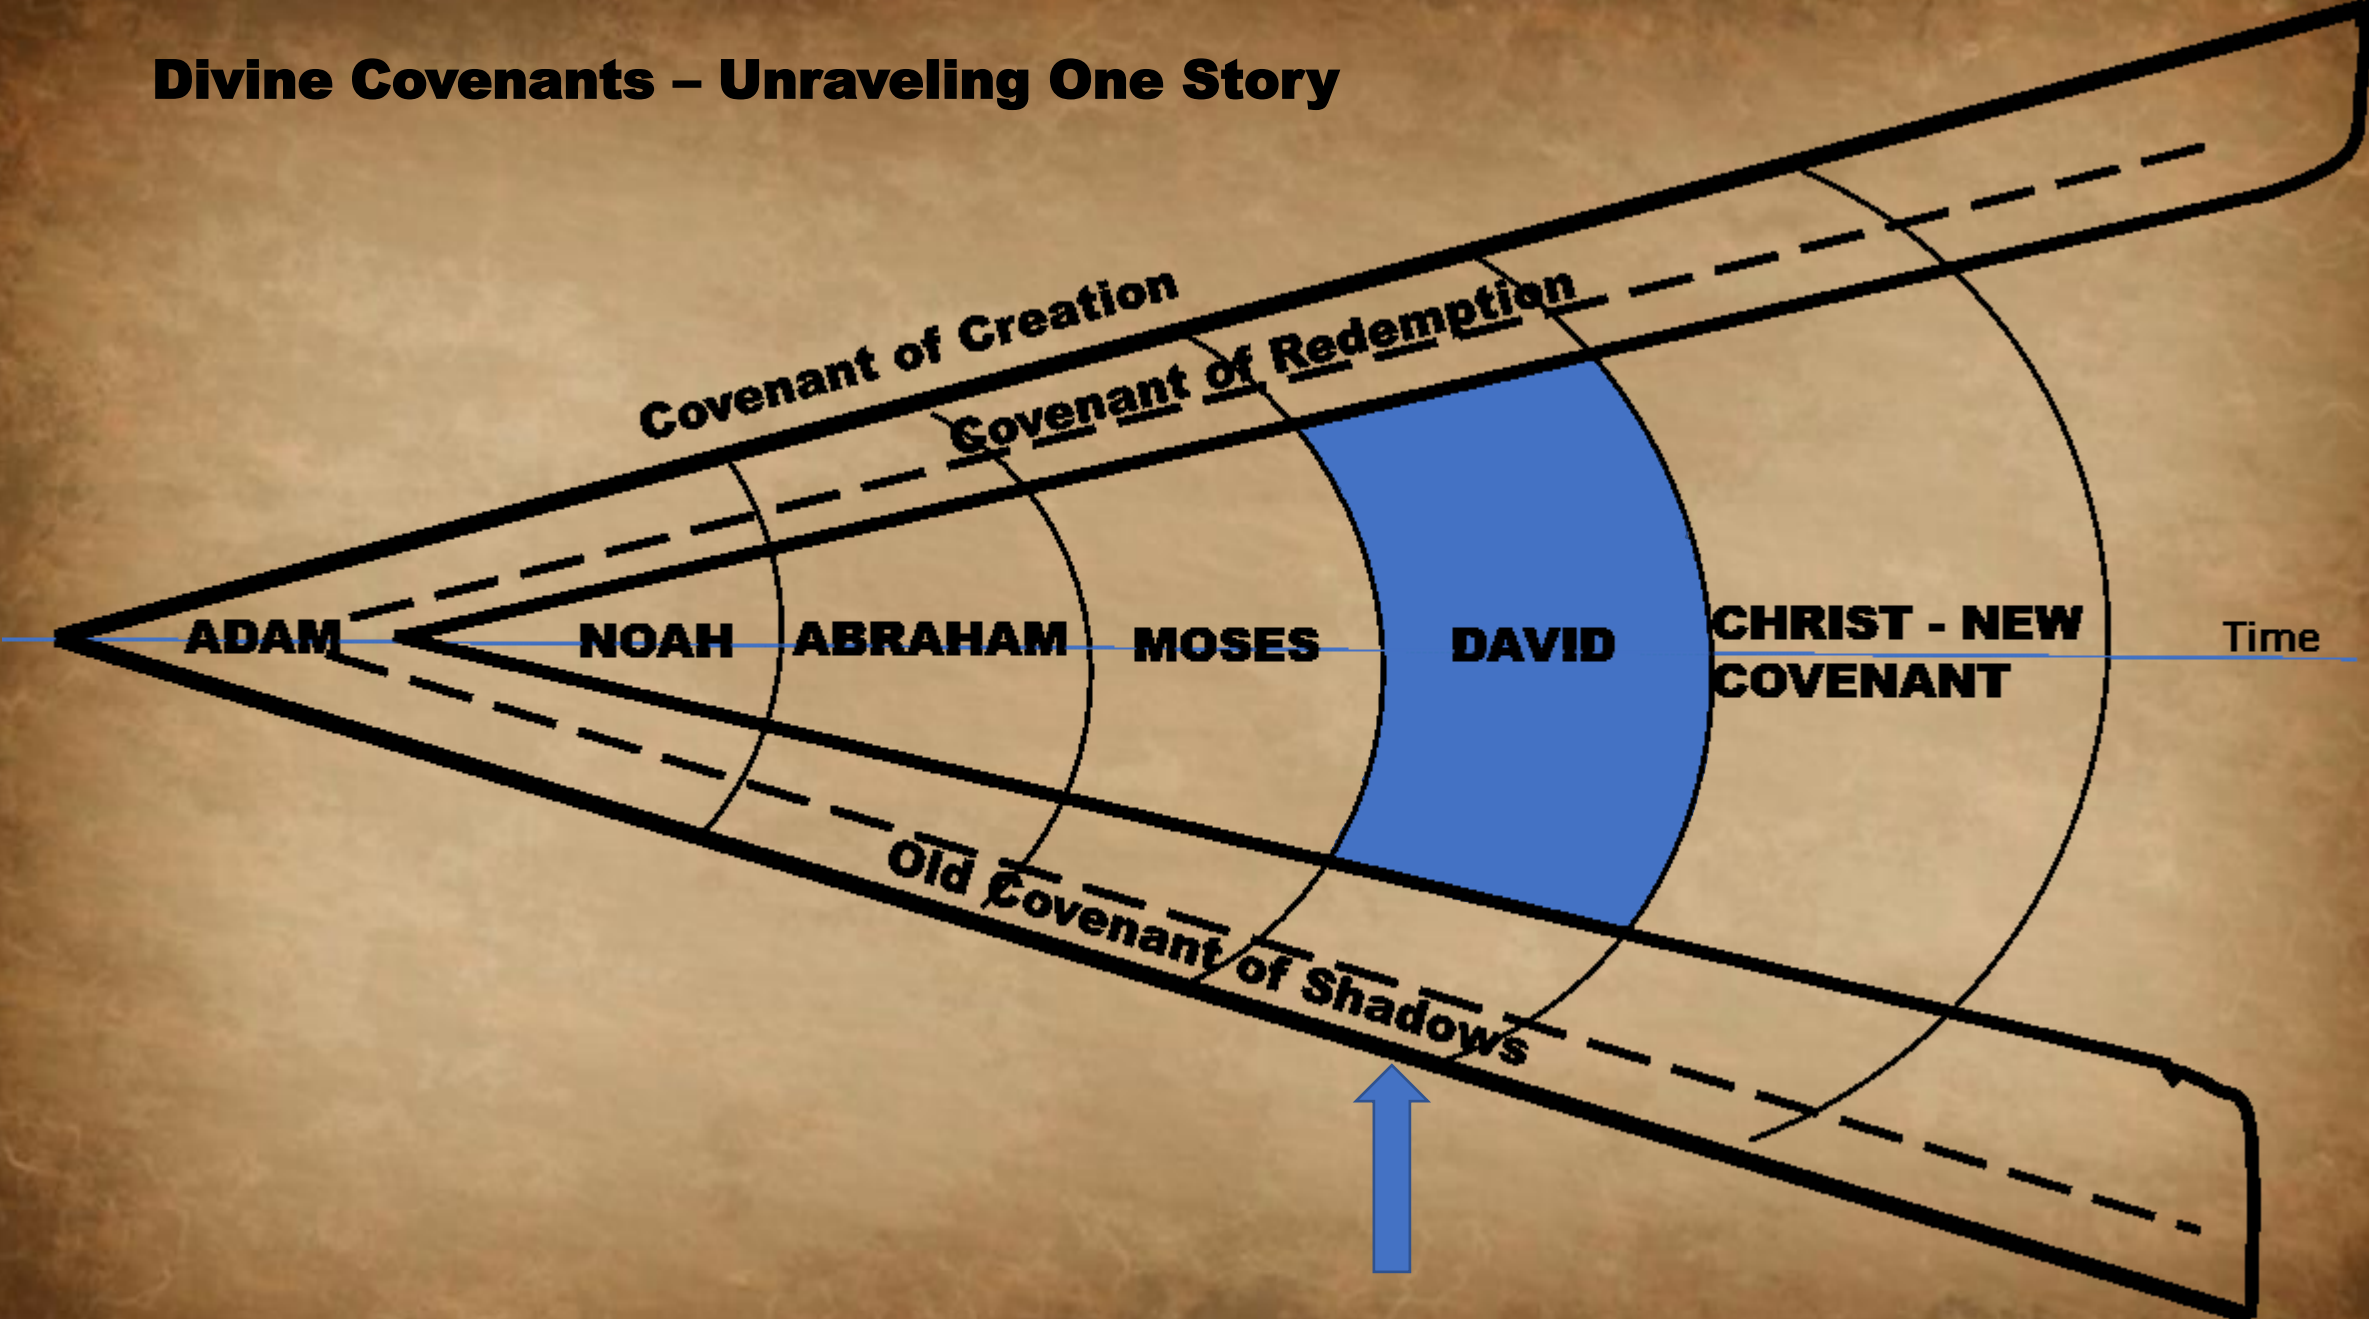 Divine Covenants – Unraveling One Story
Covenant of Creation
Covenant of Redemption
ADAM
NOAH
ABRAHAM
MOSES
DAVID
CHRIST - NEW
COVENANT
Time
Old Covenant of Shadows